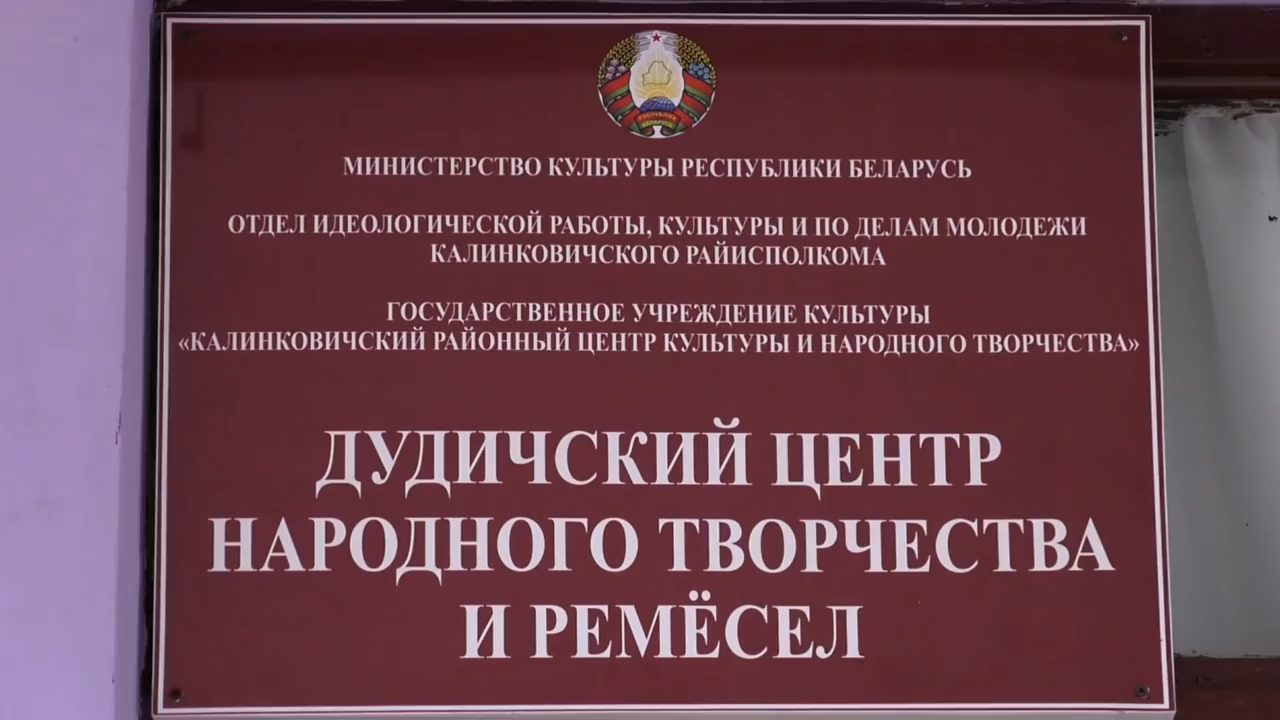 МИНИСТЕРСТВО КУЛЬТУРЫ РЕСПУБЛИКИ БЕЛАРУСЬ
ОТДЕЛ ИДЕОЛОГИЧЕСКОЙ РАБОТЫ, КУЛЬТУРЫ И ПО ДЕЛАМ МОЛОДЕЖИ
КАЛИНКОВИЧСКОГО РАЙИСПОЛКОМА
ГОСУДАРСТВЕННОЕ УЧРЕЖДЕНИЕ КУЛЬТУРЫ
«КАЛИНКОВИЧСКИЙ РАЙОННЫЙ ЦЕНТР КУЛЬТУРЫ И НАРОДНОГО ТВОРЧЕСТВА»
ДУДИЧСКИЙ ЦЕНТР
НАРОДНОГО ТВОРЧЕСТВА
И РЕМЁСЕЛ